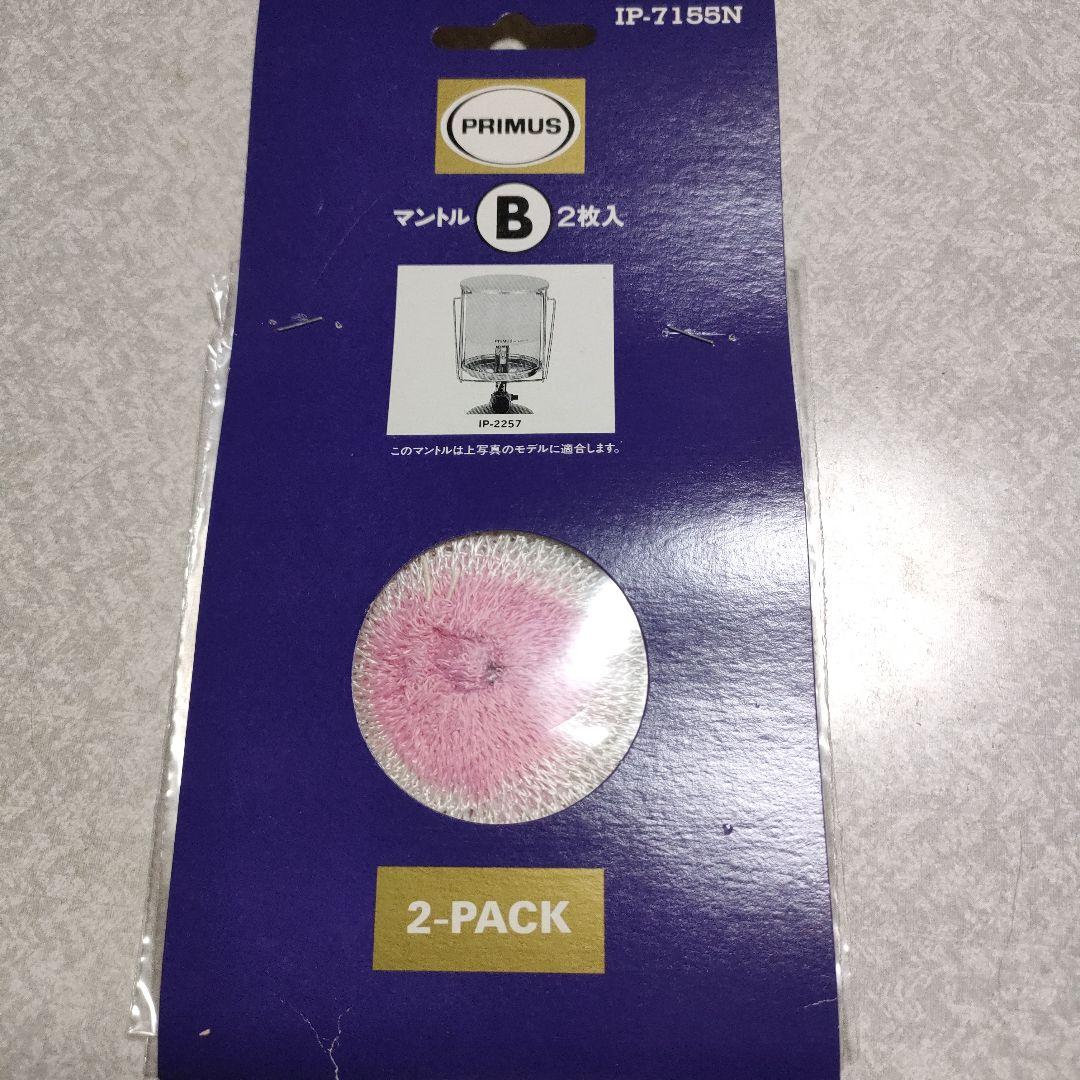 IP-7155N
PRIMUS
マントル B 2枚入
IP-2257
このマントルは上写真のモデルに適合します。
2-PACK